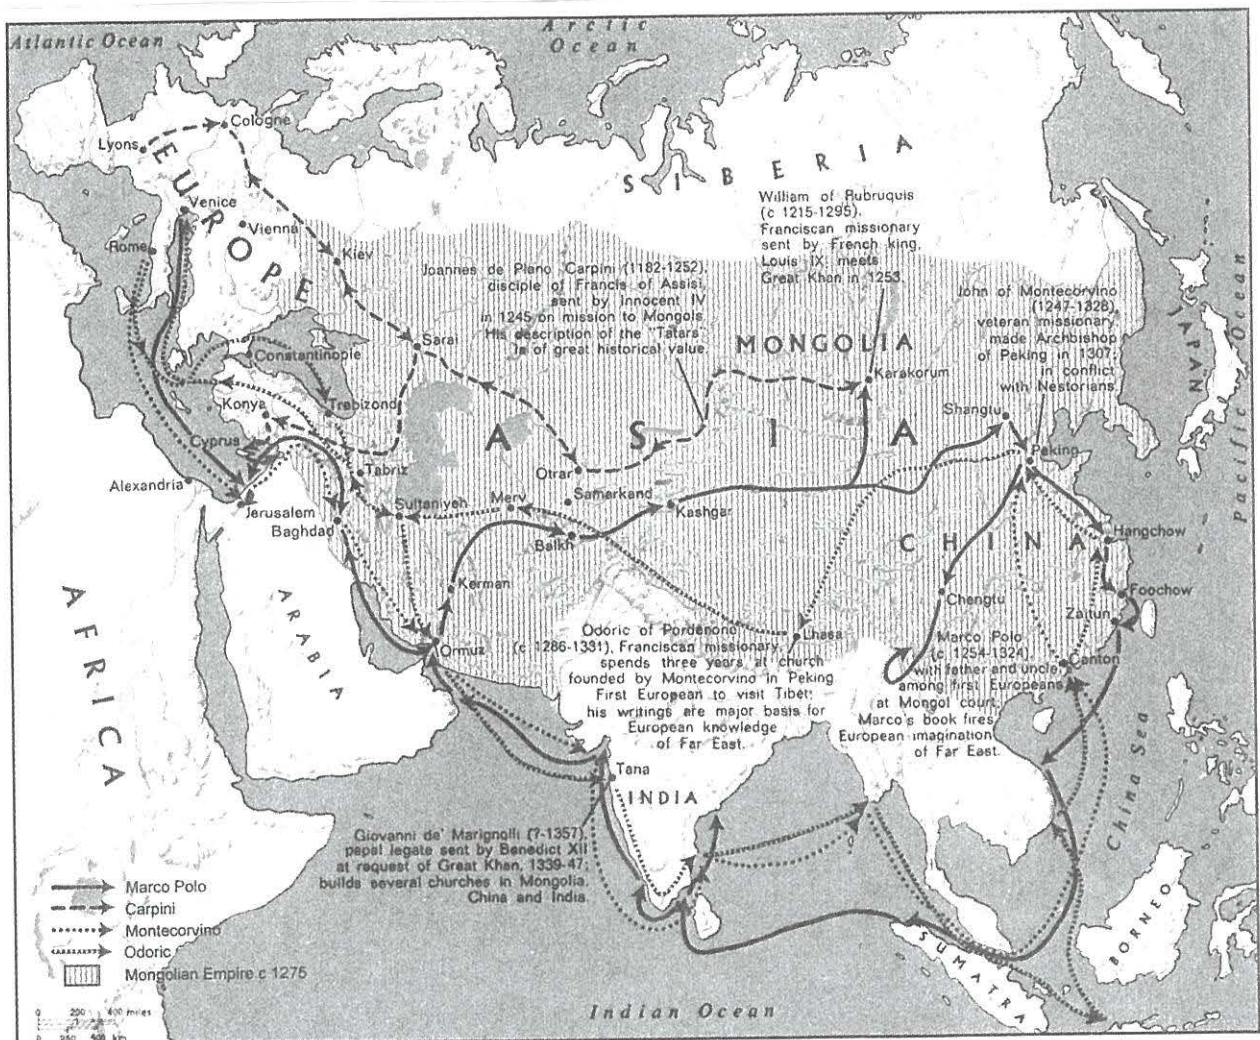 Atlantic Ocean
Arctic
Ocean
Pacific Ocean
EUROPE
SIBERIA
Lyons
Cologne
Venice
Vienna
Rome
Kiev
William of Rubruquis
(c 1215-1295),
Franciscan missionary
sent by French king,
Louis IX meets
Great Khan in 1253.
Joannes de Plano Carpini (1182-1252),
disciple of Francis of Assisi,
sent by Innocent IV
in 1245 on mission to Mongols.
His description of the "Tatars"
is of great historical value.
John of Montecorvino
(1247-1328),
veteran missionary,
made Archbishop
of Peking in 1307,
in conflict
with Nestorians.
JAPAN
MONGOLIA
Sarai
Constantinople
Karakorum
Konya
Trebizond
Shangtu
ASIA
Cyprus
Peking
Tabriz
Otrar
Alexandria
Samarkand
Sultaniyeh
Merv
Kashgar
Jerusalem
Baghdad
Balkh
CHINA
Hangchow
Kerman
Chengtu
Foochow
Zaitun
AFRICA
ARABIA
Ormuz
Lhasa
Canton
Odoric of Pordenone
(c 1286-1331), Franciscan missionary,
spends three years at church
founded by Montecorvino in Peking
First European to visit Tibet;
his writings are major basis for
European knowledge
of Far East.
Marco Polo
(c 1254-1324),
with father and uncle,
among first Europeans
at Mongol court.
Marco's book fires
European imagination
of Far East.
Tana
INDIA
China Sea
Giovanni de' Marignolli (?-1357),
papal legate sent by Benedict XII
at request of Great Khan, 1339-47;
builds several churches in Mongolia,
China and India.
BORNEO
SUMATRA
Indian Ocean
Marco Polo
Carpini
Montecorvino
Odoric
Mongolian Empire c 1275
0 200 400 miles
0 250 500 km